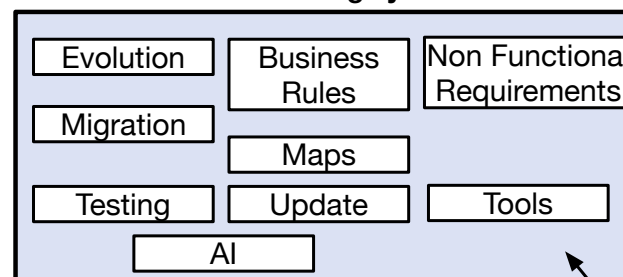 Evolution
Business
Rules
Non Functiona
Requirements
Migration
Maps
Testing
Update
Tools
AI